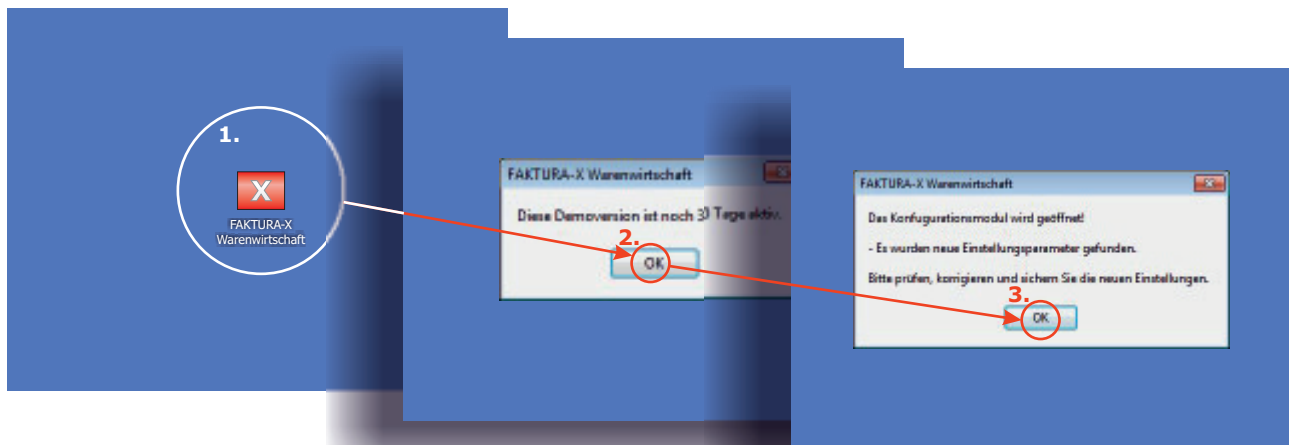 1.
X
FAKTURA-X
Warenwirtschaft
FAKTURA-X Warenwirtschaft
Diese Demoversion ist noch 30 Tage aktiv.
2.
OK
FAKTURA-X Warenwirtschaft
Das Konfugurationsmodul wird geöffnet!
- Es wurden neue Einstellungsparameter gefunden.
Bitte prüfen, korrigieren und sichern Sie die neuen Einstellungen.
3.
OK